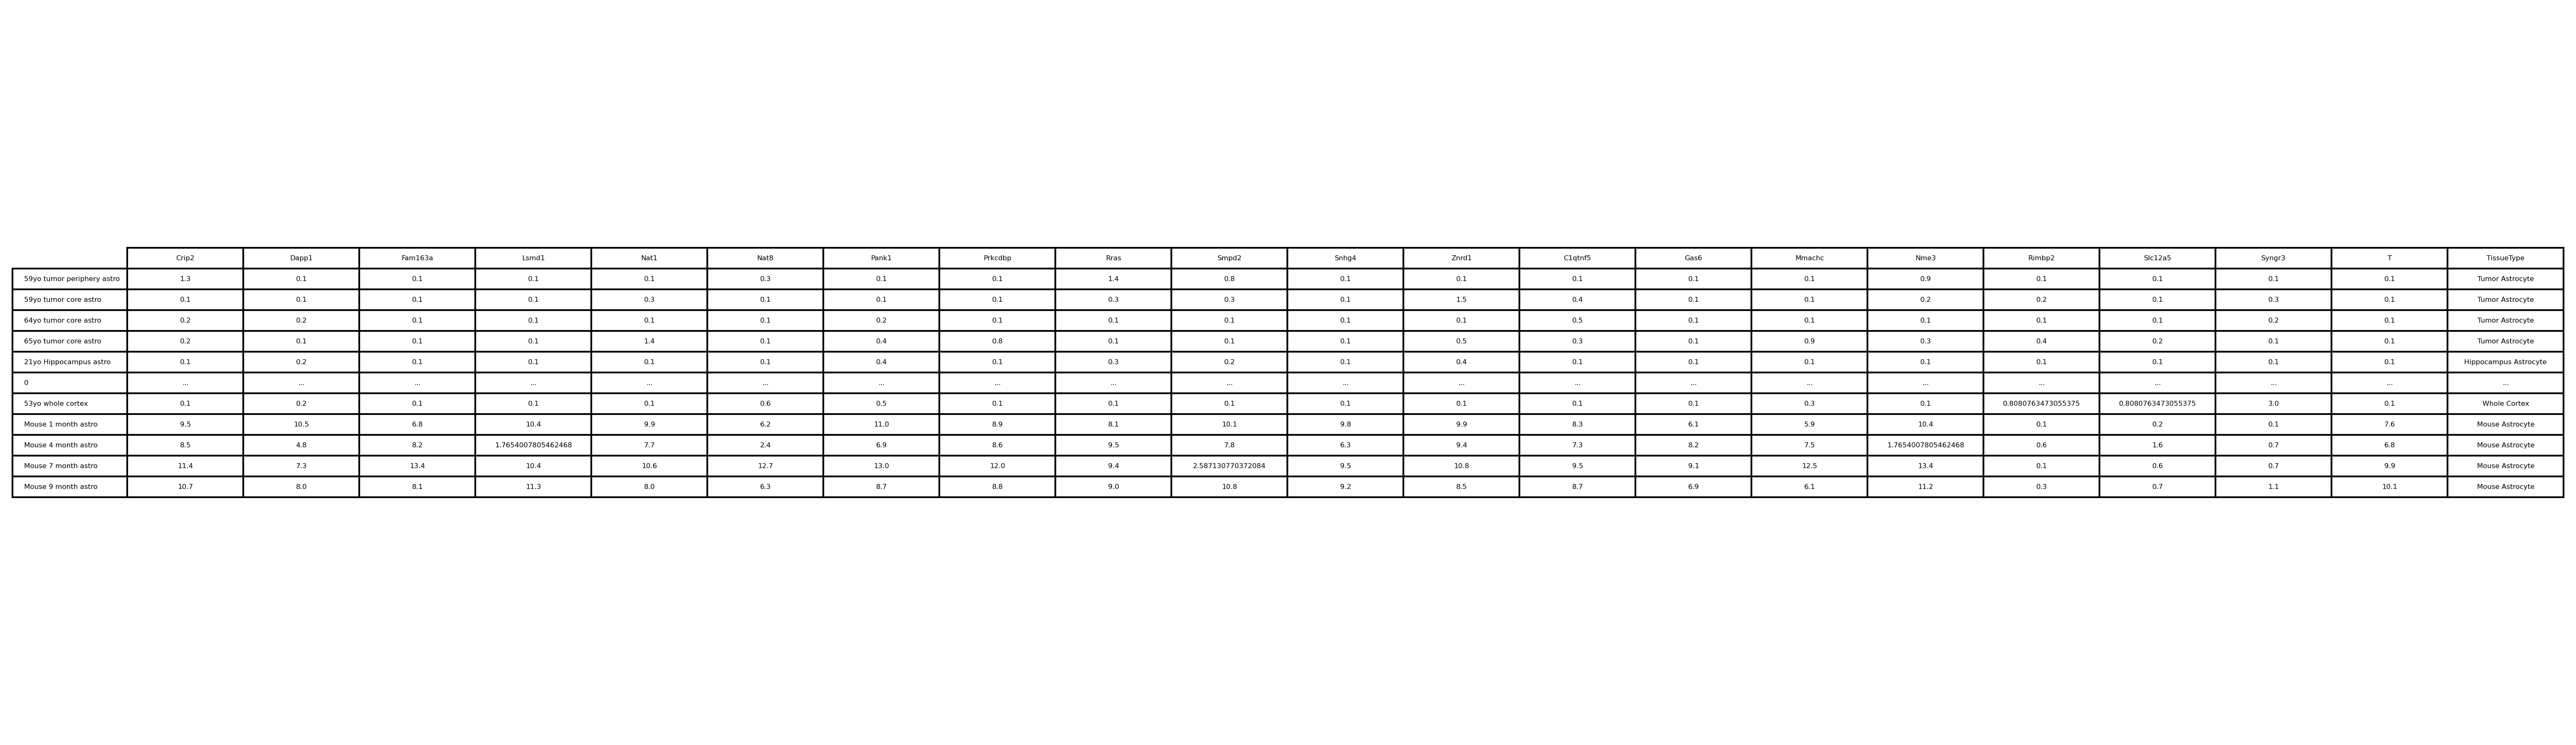 Crip2 Dapp1 Fam163a Lsmd1 Nat1 Nat8 Pank1 Prkcdbp Rras Smpd2 Snhg4 Znrd1 C1qtnf5 Gas6 Mmachc Nme3 Rimbp2 Slc12a5 Syngr3 T TissueType
59yo tumor periphery astro 1.3 0.1 0.1 0.1 0.1 0.3 0.1 0.1 1.4 0.8 0.1 0.1 0.1 0.1 0.1 0.9 0.1 0.1 0.1 0.1 Tumor Astrocyte
59yo tumor core astro 0.1 0.1 0.1 0.1 0.3 0.1 0.1 0.1 0.3 0.3 0.1 1.5 0.4 0.1 0.1 0.2 0.2 0.1 0.3 0.1 Tumor Astrocyte
64yo tumor core astro 0.2 0.2 0.1 0.1 0.1 0.1 0.2 0.1 0.1 0.1 0.1 0.1 0.5 0.1 0.1 0.1 0.1 0.1 0.2 0.1 Tumor Astrocyte
65yo tumor core astro 0.2 0.1 0.1 0.1 1.4 0.1 0.4 0.8 0.1 0.1 0.1 0.5 0.3 0.1 0.9 0.3 0.4 0.2 0.1 0.1 Tumor Astrocyte
21yo Hippocampus astro 0.1 0.2 0.1 0.1 0.1 0.1 0.4 0.1 0.3 0.2 0.1 0.4 0.1 0.1 0.1 0.1 0.1 0.1 0.1 0.1 Hippocampus Astrocyte
0 ... ... ... ... ... ... ... ... ... ... ... ... ... ... ... ... ... ... ... ... ...
53yo whole cortex 0.1 0.2 0.1 0.1 0.1 0.6 0.5 0.1 0.1 0.1 0.1 0.1 0.1 0.1 0.3 0.1 0.8080763473055375 0.8080763473055375 3.0 0.1 Whole Cortex
Mouse 1 month astro 9.5 10.5 6.8 10.4 9.9 6.2 11.0 8.9 8.1 10.1 9.8 9.9 8.3 6.1 5.9 10.4 0.1 0.2 0.1 7.6 Mouse Astrocyte
Mouse 4 month astro 8.5 4.8 8.2 1.7654007805462468 7.7 2.4 6.9 8.6 9.5 7.8 6.3 9.4 7.3 8.2 7.5 1.7654007805462468 0.6 1.6 0.7 6.8 Mouse Astrocyte
Mouse 7 month astro 11.4 7.3 13.4 10.4 10.6 12.7 13.0 12.0 9.4 2.587130770372084 9.5 10.8 9.5 9.1 12.5 13.4 0.1 0.6 0.7 9.9 Mouse Astrocyte
Mouse 9 month astro 10.7 8.0 8.1 11.3 8.0 6.3 8.7 8.8 9.0 10.8 9.2 8.5 8.7 6.9 6.1 11.2 0.3 0.7 1.1 10.1 Mouse Astrocyte